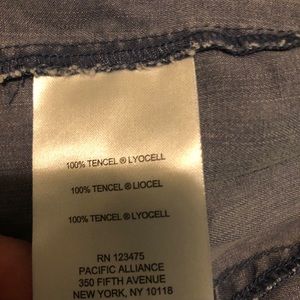 100% TENCEL ® LYOCELL
100% TENCEL ® LIOCEL
100% TENCEL ® LYOCELL
RN 123475
PACIFIC ALLIANCE
350 FIFTH AVENUE
NEW YORK, NY 10118